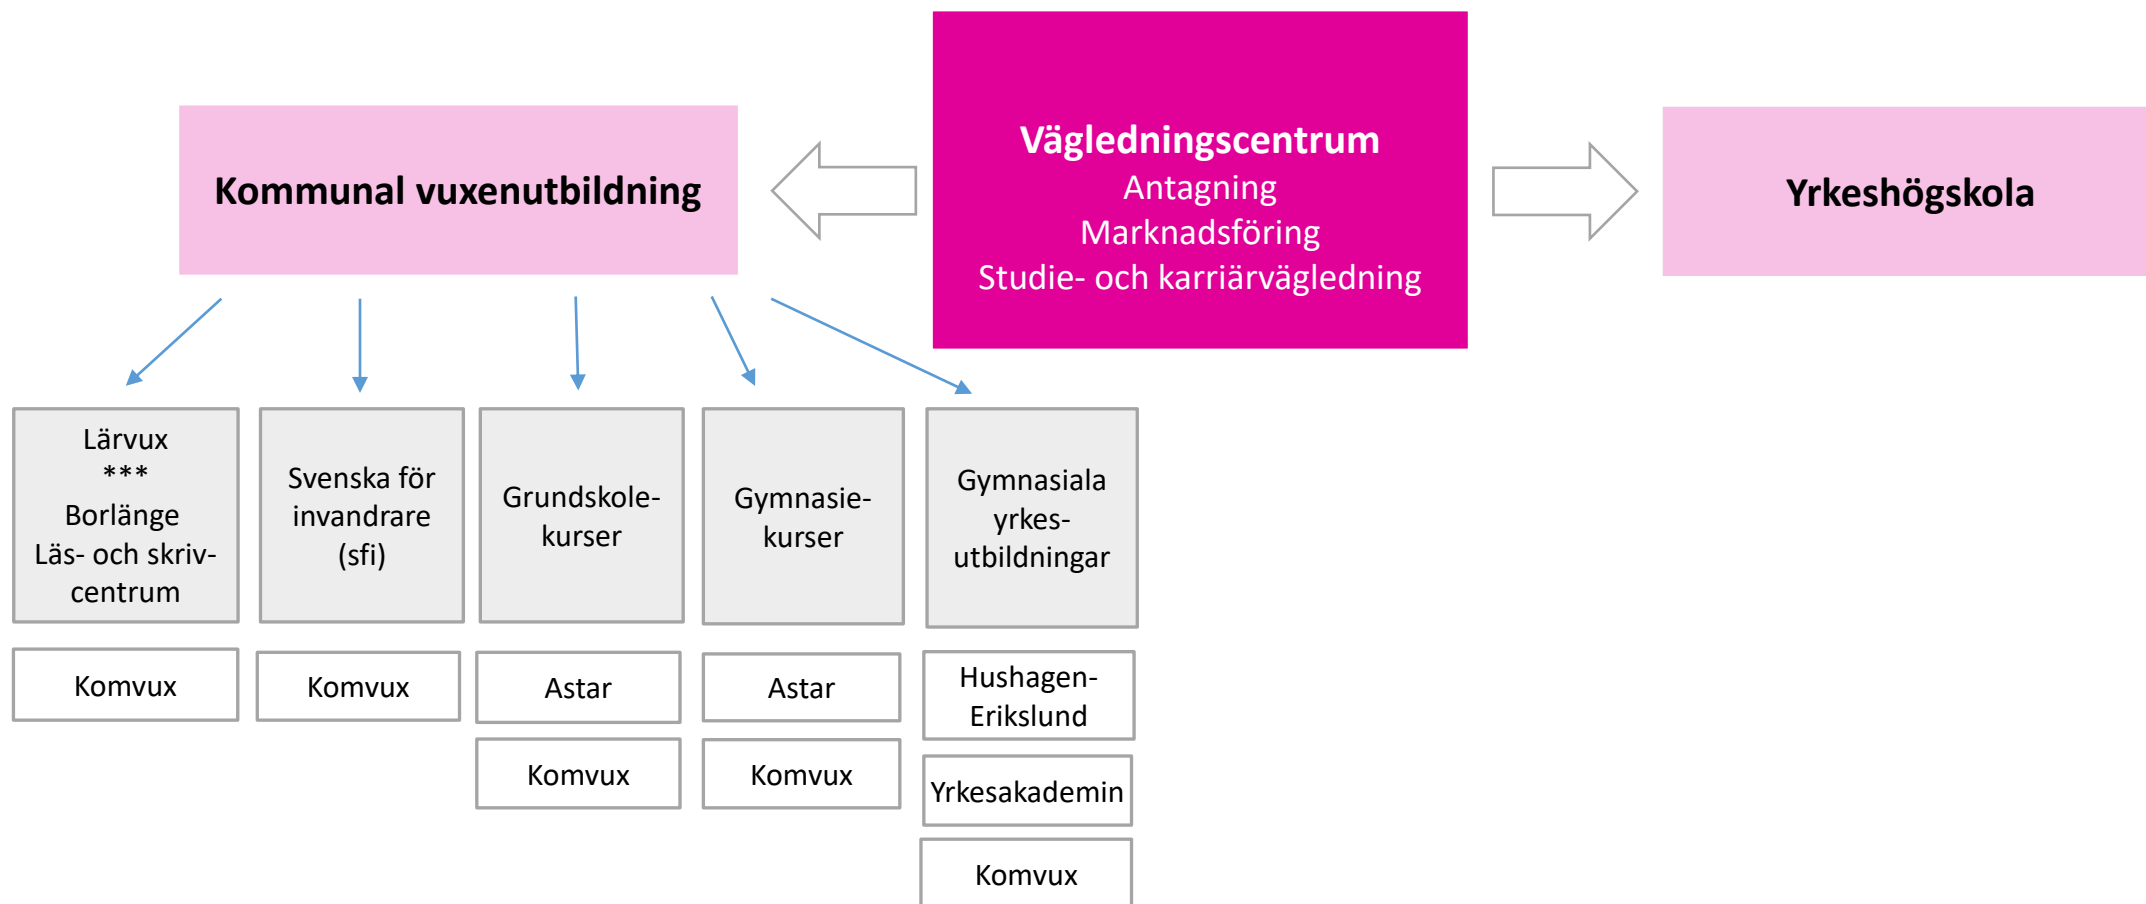 Vägledningscentrum
Antagning
Marknadsföring
Studie- och karriärvägledning
Kommunal vuxenutbildning
Yrkeshögskola
Lärvux
***
Borlänge
Läs- och skriv-
centrum
Komvux
Svenska för
invandrare
(sfi)
Komvux
Grundskole-
kurser
Astar
Komvux
Gymnasie-
kurser
Astar
Komvux
Gymnasiala
yrkes-
utbildningar
Hushagen-
Erikslund
Yrkesakademin
Komvux